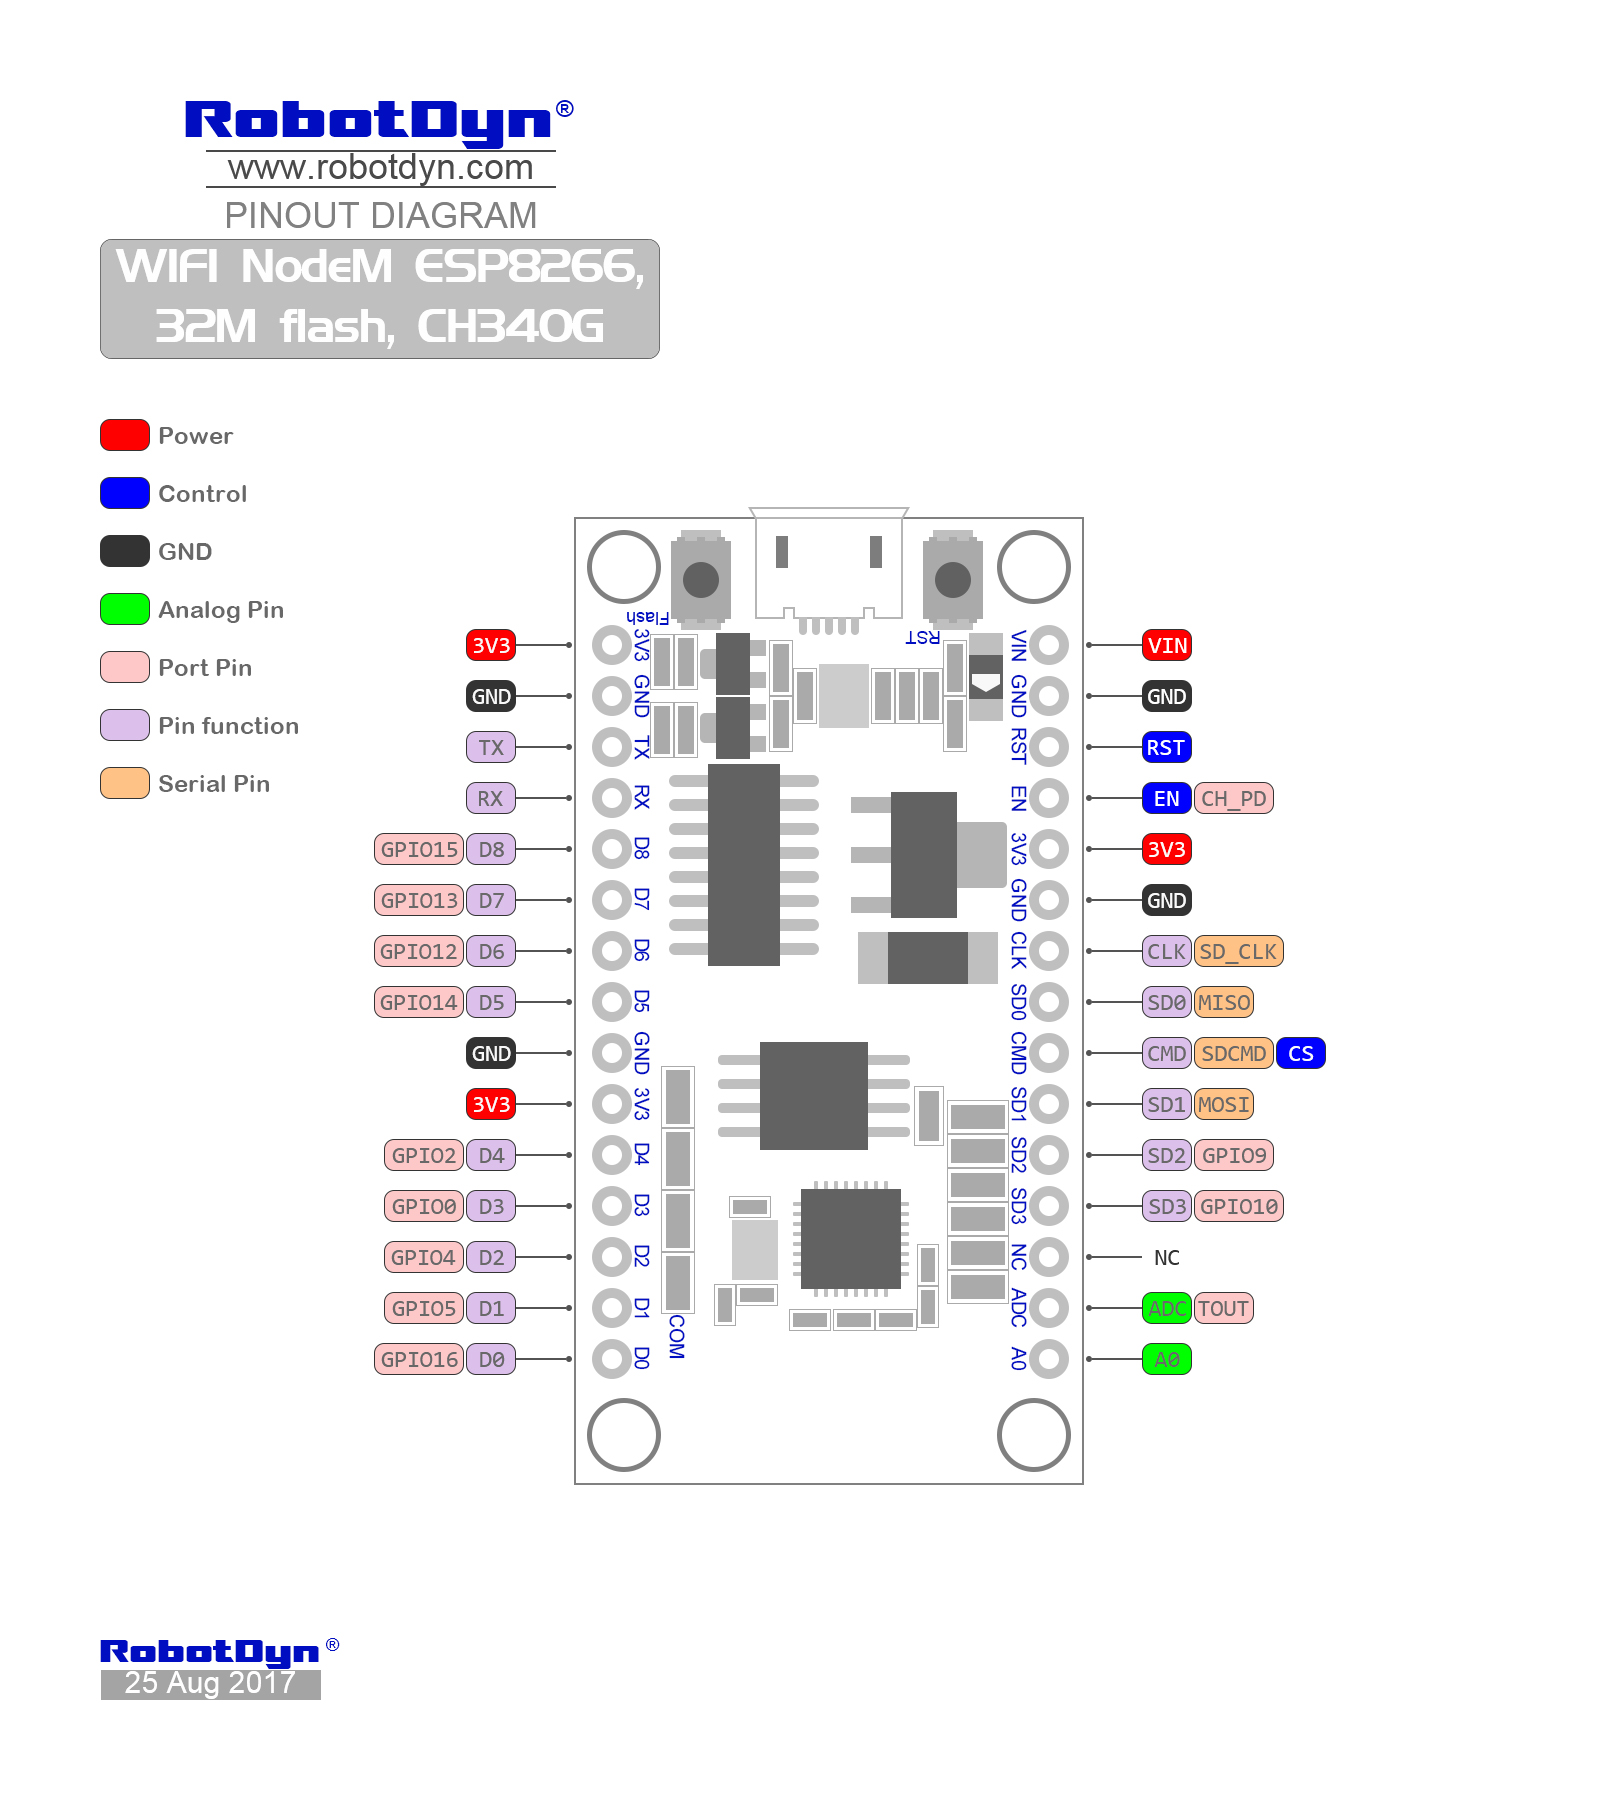 RobotDyn®
www.robotdyn.com
PINOUT DIAGRAM
WIFI NodeM ESP8266,
32M flash, CH340G
Power
Control
GND
Analog Pin
Port Pin
Pin function
Serial Pin
Flash
RST
3V3 3V3 VIN VIN
GND GND GND GND
TX TX RST RST
RX RX EN EN CH_PD
GPIO15 D8 D8 3V3 3V3
GPIO13 D7 D7 GND GND
GPIO12 D6 D6 CLK CLK SD_CLK
GPIO14 D5 D5 SD0 SD0 MISO
GND GND CMD CMD SDCMD CS
3V3 3V3 SD1 SD1 MOSI
GPIO2 D4 D4 SD2 SD2 GPIO9
GPIO0 D3 D3 SD3 SD3 GPIO10
GPIO4 D2 D2 NC NC
GPIO5 D1 D1 ADC ADC TOUT
COM
GPIO16 D0 D0 A0 A0
RobotDyn®
25 Aug 2017